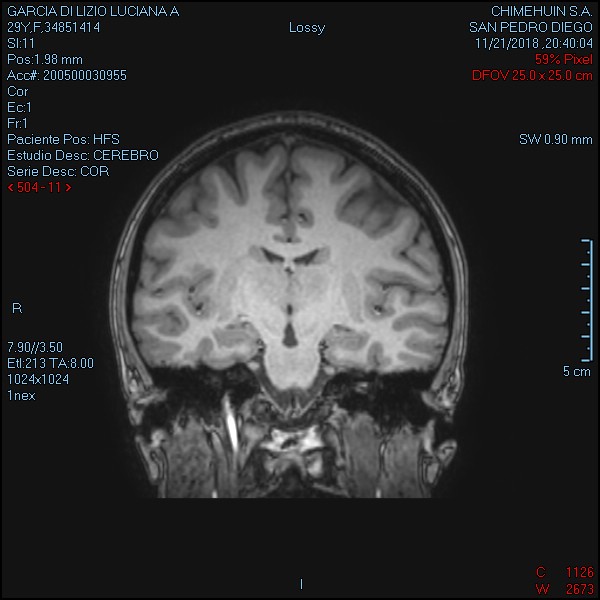 GARCIA DI LIZIO LUCIANA A
29Y,F,34851414
Sl:11
Pos:1.98 mm
Acc#: 200500030955
Cor
Ec:1
Fr:1
Paciente Pos: HFS
Estudio Desc: CEREBRO
Serie Desc: COR
< 504 - 11 >
Lossy
CHIMEHUIN S.A.
SAN PEDRO DIEGO
11/21/2018 ,20:40:04
59% Pixel
DFOV 25.0 x 25.0 cm
SW 0.90 mm
R
7.90//3.50
Etl:213 TA:8.00
1024x1024
1nex
5 cm
I
C 1126
W 2673